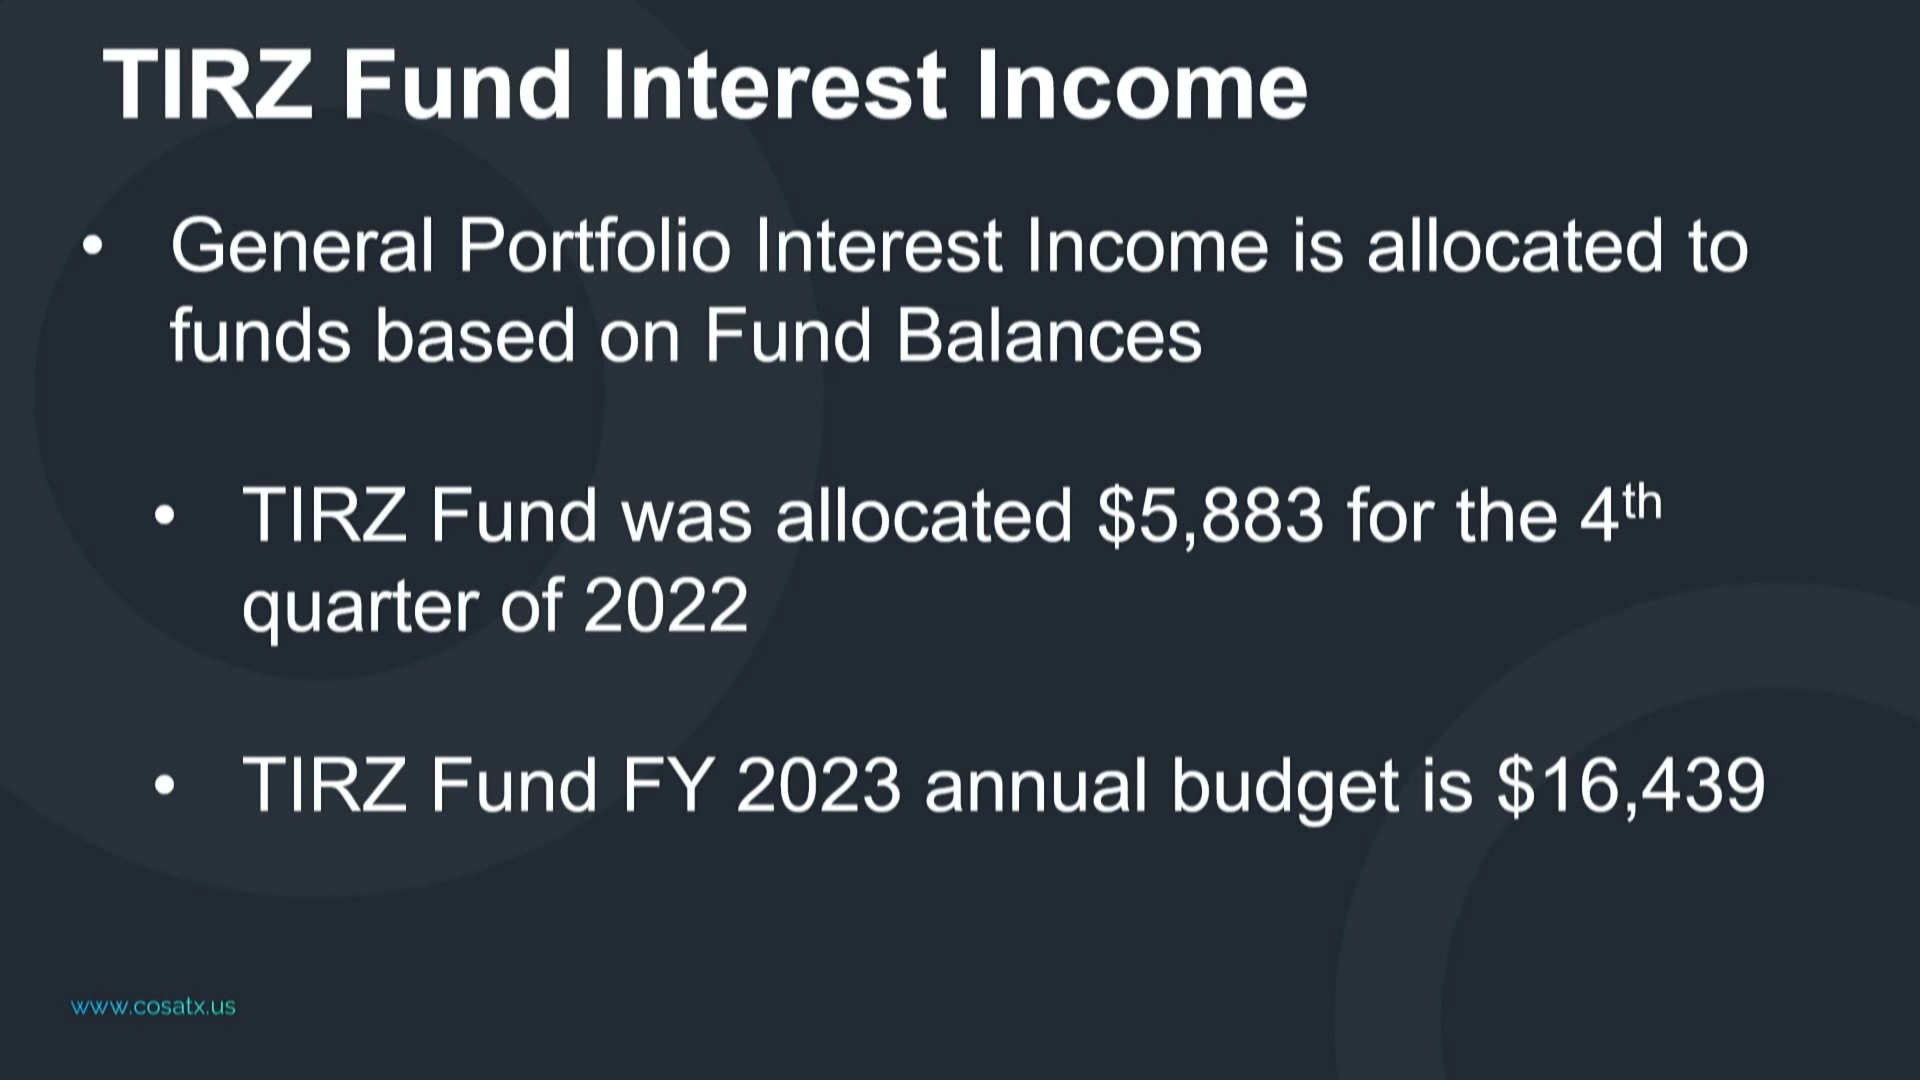 TIRZ Fund Interest Income
• General Portfolio Interest Income is allocated to
funds based on Fund Balances
• TIRZ Fund was allocated $5,883 for the 4th
quarter of 2022
• TIRZ Fund FY 2023 annual budget is $16,439
www.cosatx.us